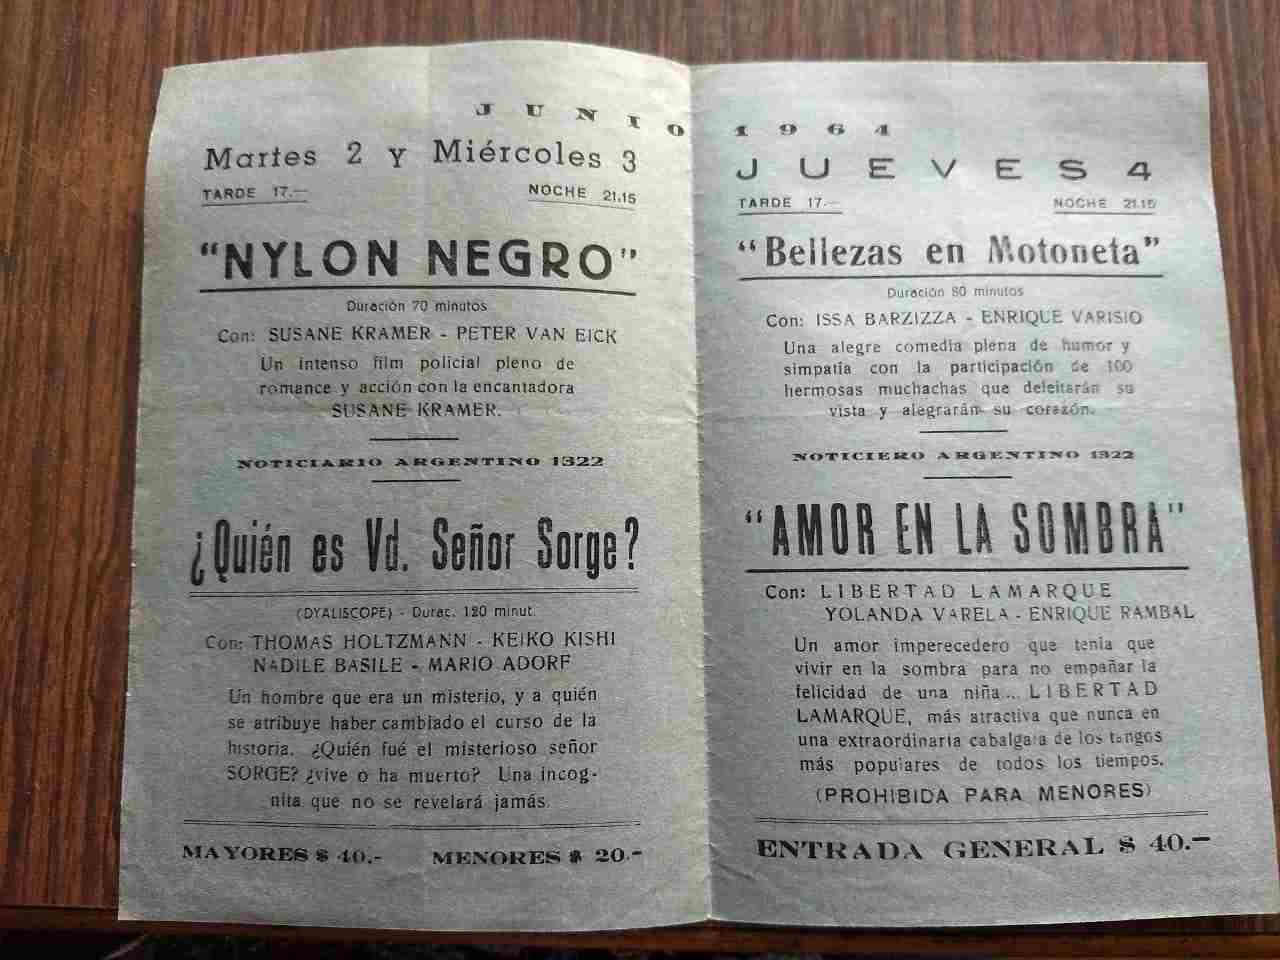 JUNIO 1964
Martes 2 Y Miércoles 3
TARDE 17.— NOCHE 21.15
"NYLON NEGRO"
Duración 70 minutos
Con: SUSANE KRAMER - PETER VAN EICK
Un intenso film policial pleno de
romance y acción con la encantadora
SUSANE KRAMER.
NOTICIARIO ARGENTINO 1322
¿Quién es Vd. Señor Sorge?
(DYALISCOPE) - Durac. 120 minut.
Con: THOMAS HOLTZMANN - KEIKO KISHI
NADILE BASILE - MARIO ADORF
Un hombre que era un misterio, y a quién
se atribuye haber cambiado el curso de la
historia. ¿Quién fué el misterioso señor
SORGE? ¿vive o ha muerto? Una incog-
nita que no se revelará jamás.
MAYORES $ 40.- MENORES $ 20.-
JUEVES 4
TARDE 17.— NOCHE 21.15
"Bellezas en Motoneta"
Duración 80 minutos
Con: ISSA BARZIZZA - ENRIQUE VARISIO
Una alegre comedia plena de humor y
simpatia con la participación de 100
hermosas muchachas que deleitarán su
vista y alegrarán su corazón.
NOTICIERO ARGENTINO 1322
"AMOR EN LA SOMBRA"
Con: LIBERTAD LAMARQUE
YOLANDA VARELA - ENRIQUE RAMBAL
Un amor imperecedero que tenia que
vivir en la sombra para no empañar la
felicidad de una niña... LIBERTAD
LAMARQUE, más atractiva que nunca en
una extraordinaria cabalgata de los tangos
más populares de todos los tiempos.
(PROHIBIDA PARA MENORES)
ENTRADA GENERAL $ 40.—